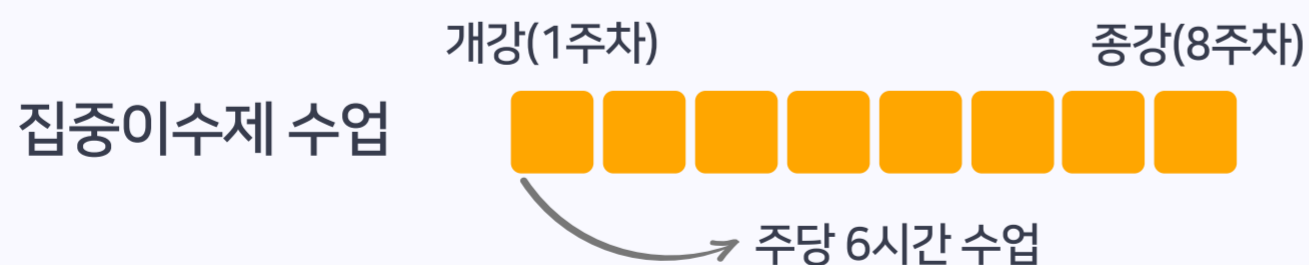 개강(1주차)
종강(8주차)
집중이수제 수업
주당 6시간 수업